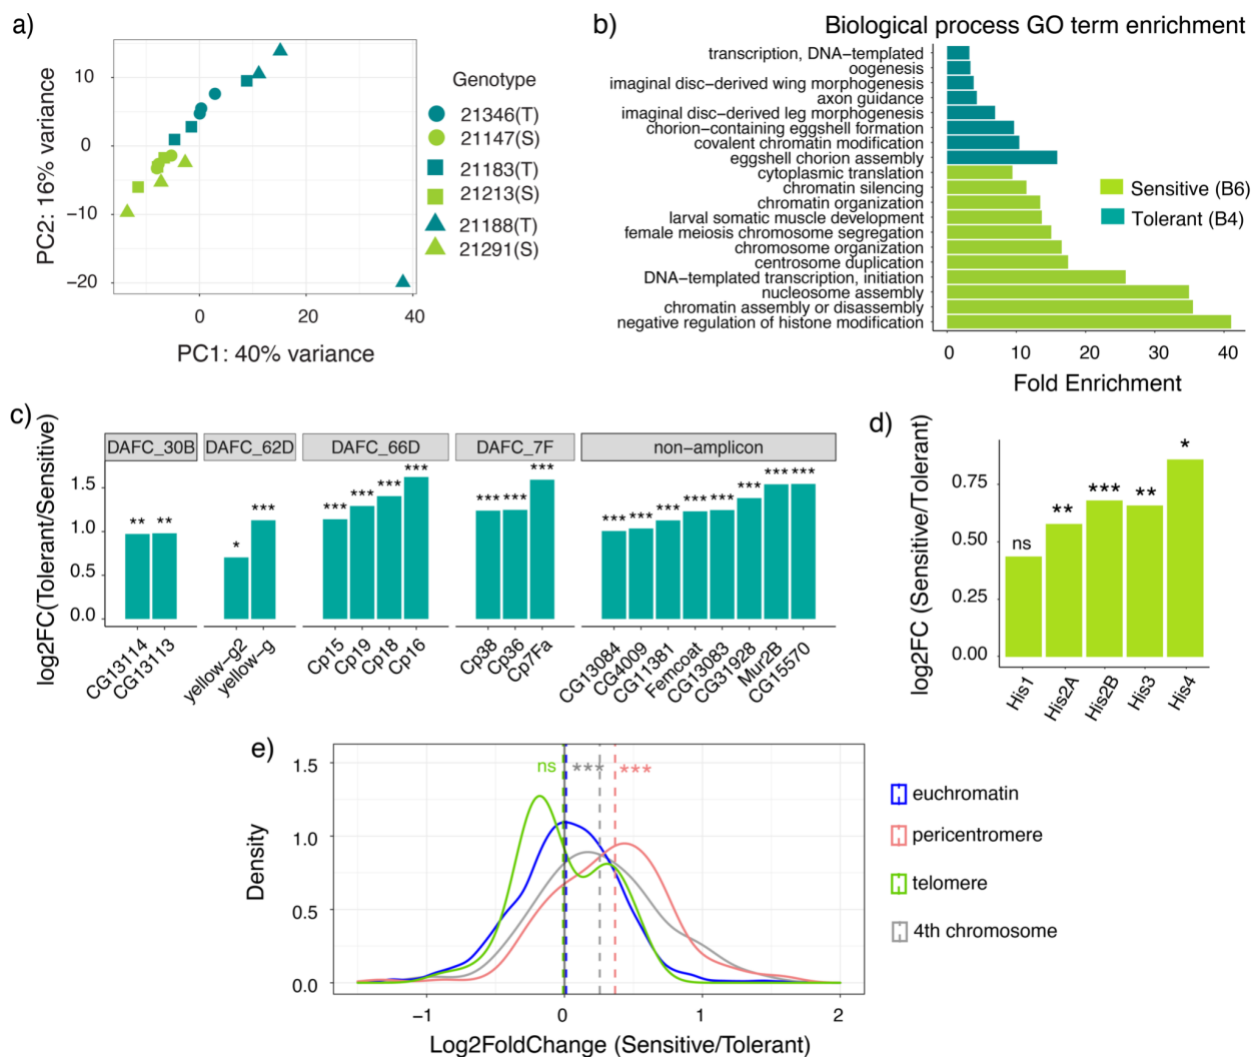 a)
PC2: 16% variance
10
0
−10
−20
0
20
40
PC1: 40% variance
Genotype
21346(T)
21147(S)
21183(T)
21213(S)
21188(T)
21291(S)
b)
Biological process GO term enrichment
transcription, DNA−templated
oogenesis
imaginal disc−derived wing morphogenesis
axon guidance
imaginal disc−derived leg morphogenesis
chorion−containing eggshell formation
covalent chromatin modification
eggshell chorion assembly
cytoplasmic translation
chromatin silencing
chromatin organization
larval somatic muscle development
female meiosis chromosome segregation
chromosome organization
centrosome duplication
DNA−templated transcription, initiation
nucleosome assembly
chromatin assembly or disassembly
negative regulation of histone modification
0
10
20
30
40
Fold Enrichment
Sensitive (B6)
Tolerant (B4)
c)
log2FC(Tolerant/Sensitive)
1.5
1.0
0.5
0.0
DAFC_30B
DAFC_62D
DAFC_66D
DAFC_7F
non−amplicon
** **
* ***
*** *** *** ***
*** *** ***
*** *** *** *** *** *** *** ***
CG13114
CG13113
yellow−g2
yellow−g
Cp15
Cp19
Cp18
Cp16
Cp38
Cp36
Cp7Fa
CG13084
CG4009
CG11381
Femcoat
CG13083
CG31928
Mur2B
CG15570
d)
log2FC (Sensitive/Tolerant)
0.75
0.50
0.25
0.00
ns ** *** ** *
His1
His2A
His2B
His3
His4
e)
Density
1.5
1.0
0.5
0.0
ns *** ***
−1
0
1
2
Log2FoldChange (Sensitive/Tolerant)
euchromatin
pericentromere
telomere
4th chromosome